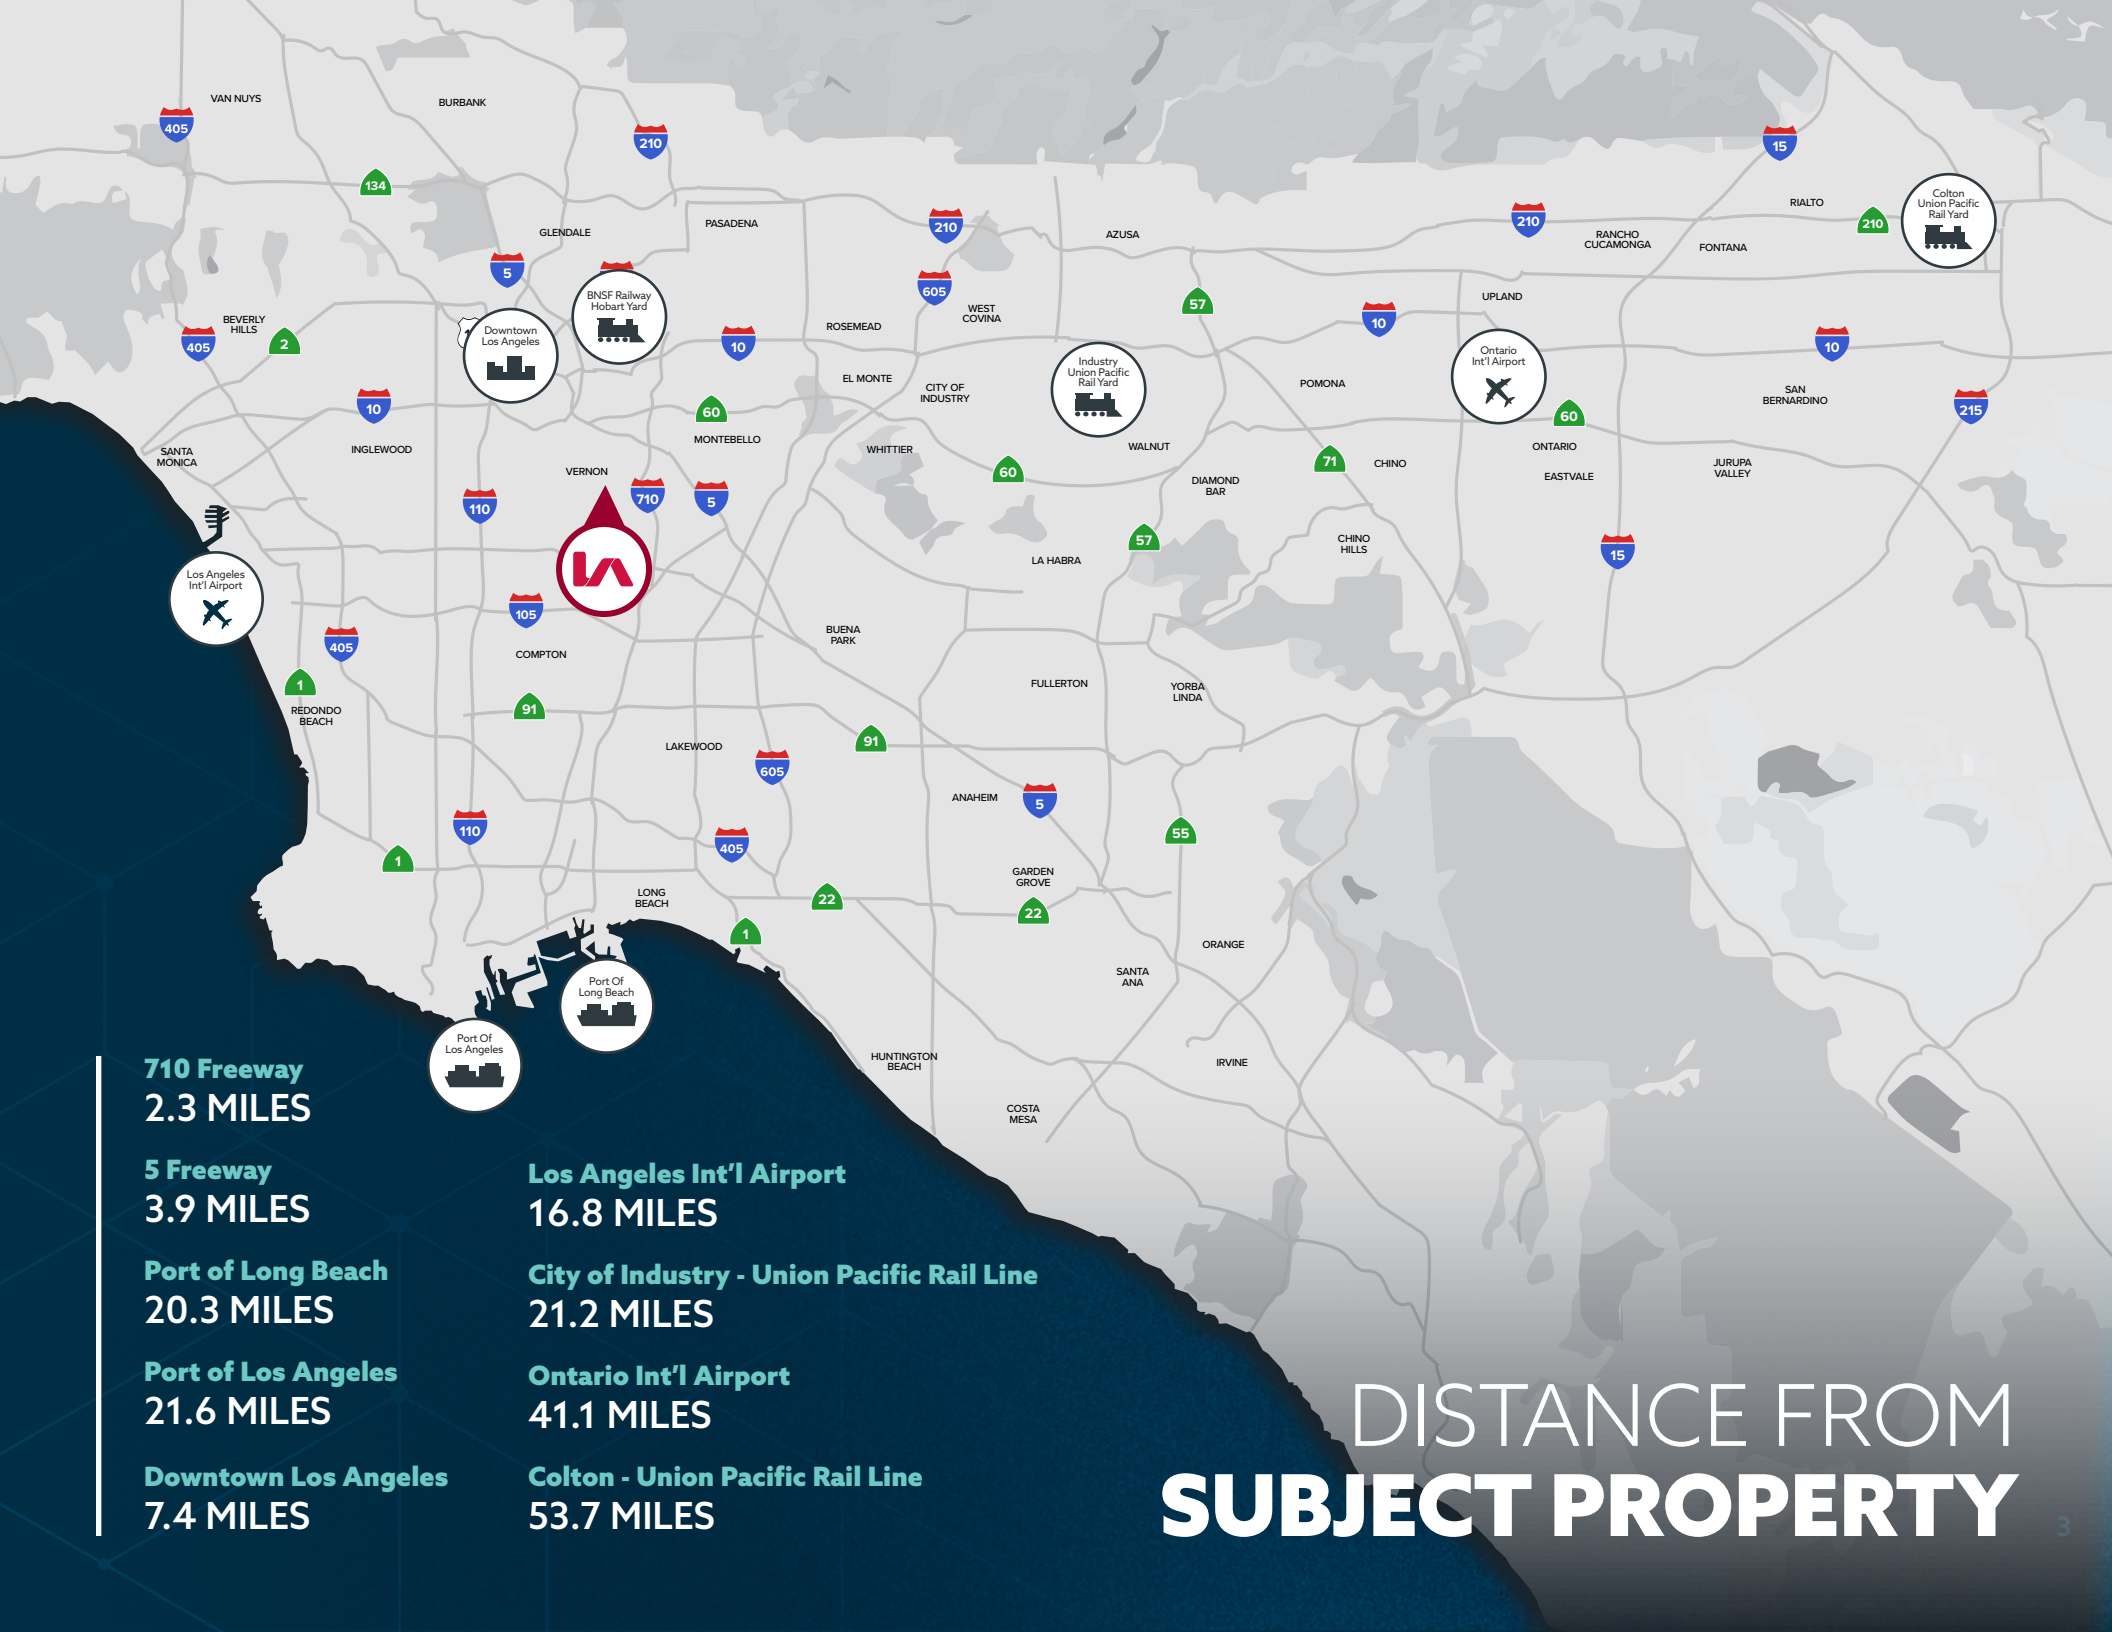 VAN NUYS
BURBANK
405
210
15
134
Colton
Union Pacific
Rail Yard
RIALTO
210
210
210
GLENDALE
PASADENA
AZUSA
RANCHO
CUCAMONGA
FONTANA
5
BNSF Railway
Hobart Yard
605
57
UPLAND
WEST
COVINA
BEVERLY
HILLS
405
2
Downtown
Los Angeles
10
ROSEMEAD
10
10
Industry
Union Pacific
Rail Yard
Ontario
Int'l Airport
EL MONTE
CITY OF
INDUSTRY
POMONA
SAN
BERNARDINO
10
60
60
215
INGLEWOOD
MONTEBELLO
WHITTIER
WALNUT
ONTARIO
SANTA
MONICA
VERNON
60
71
CHINO
EASTVALE
JURUPA
VALLEY
110
710
5
DIAMOND
BAR
57
CHINO
HILLS
15
LA HABRA
Los Angeles
Int'l Airport
105
405
COMPTON
BUENA
PARK
1
REDONDO
BEACH
91
FULLERTON
YORBA
LINDA
LAKEWOOD
91
605
ANAHEIM
5
110
405
55
1
GARDEN
GROVE
LONG
BEACH
22
22
1
ORANGE
SANTA
ANA
Port Of
Long Beach
Port Of
Los Angeles
HUNTINGTON
BEACH
IRVINE
COSTA
MESA
710 Freeway
2.3 MILES
5 Freeway
3.9 MILES
Port of Long Beach
20.3 MILES
Port of Los Angeles
21.6 MILES
Downtown Los Angeles
7.4 MILES
Los Angeles Int'l Airport
16.8 MILES
City of Industry - Union Pacific Rail Line
21.2 MILES
Ontario Int'l Airport
41.1 MILES
Colton - Union Pacific Rail Line
53.7 MILES
DISTANCE FROM
SUBJECT PROPERTY
3